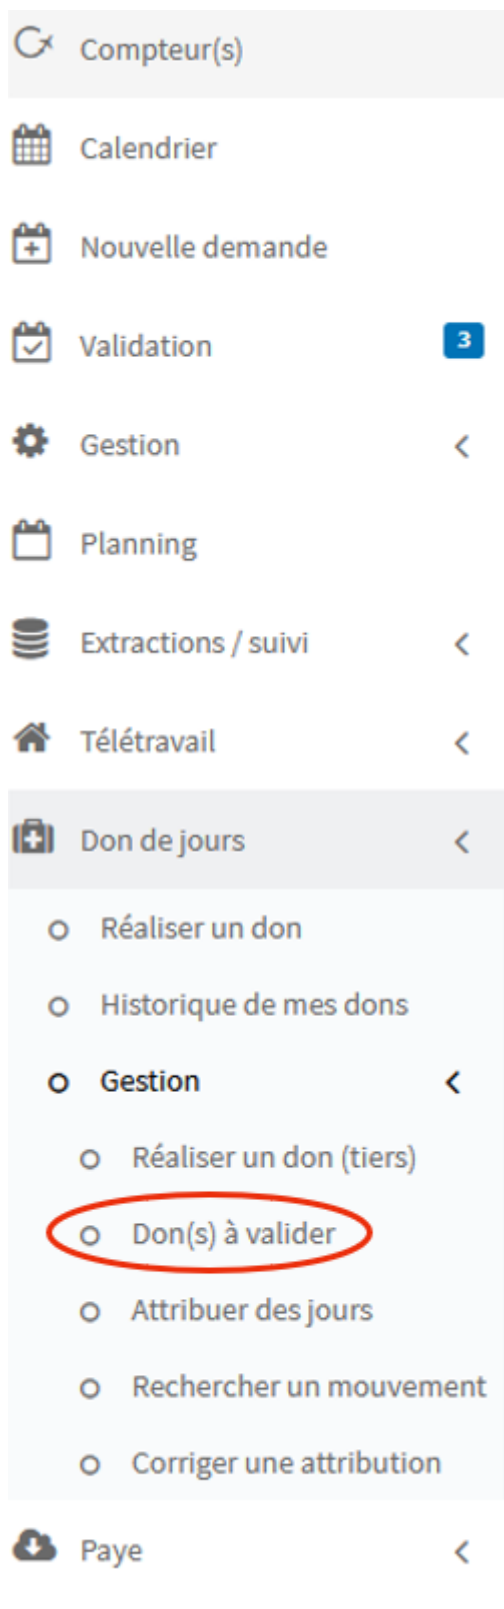 Compteur(s)
Calendrier
Nouvelle demande
Validation 3
Gestion
Planning
Extractions / suivi
Télétravail
Don de jours
Réaliser un don
Historique de mes dons
Gestion
Réaliser un don (tiers)
Don(s) à valider
Attribuer des jours
Rechercher un mouvement
Corriger une attribution
Paye